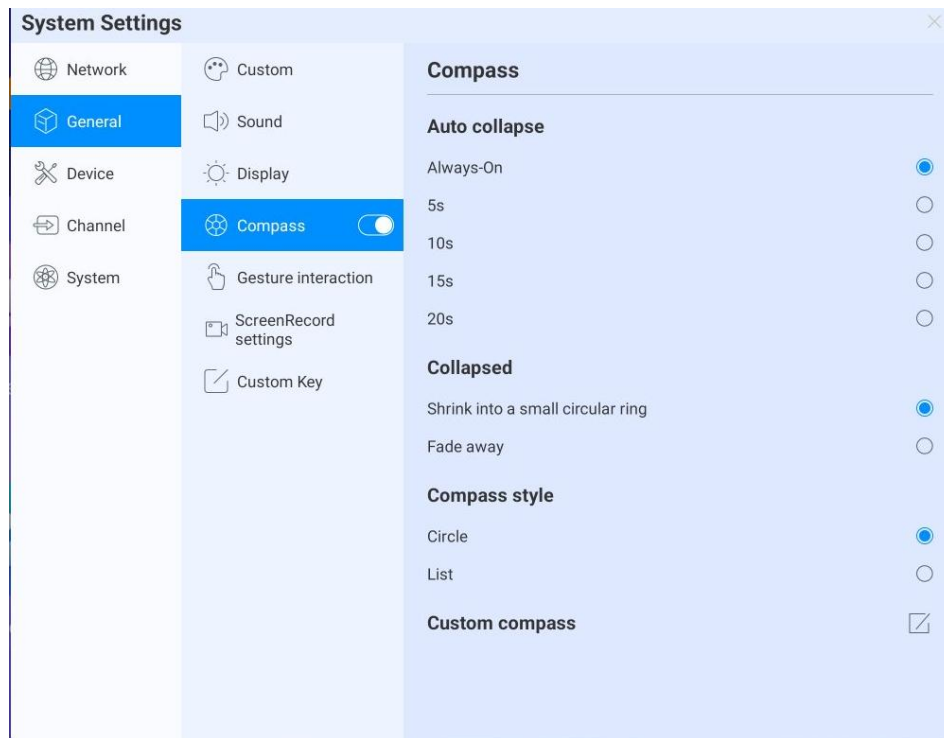 System Settings
Network
General
Device
Channel
System
Custom
Sound
Display
Compass
Gesture interaction
ScreenRecord
settings
Custom Key
Compass
Auto collapse
Always-On
5s
10s
15s
20s
Collapsed
Shrink into a small circular ring
Fade away
Compass style
Circle
List
Custom compass